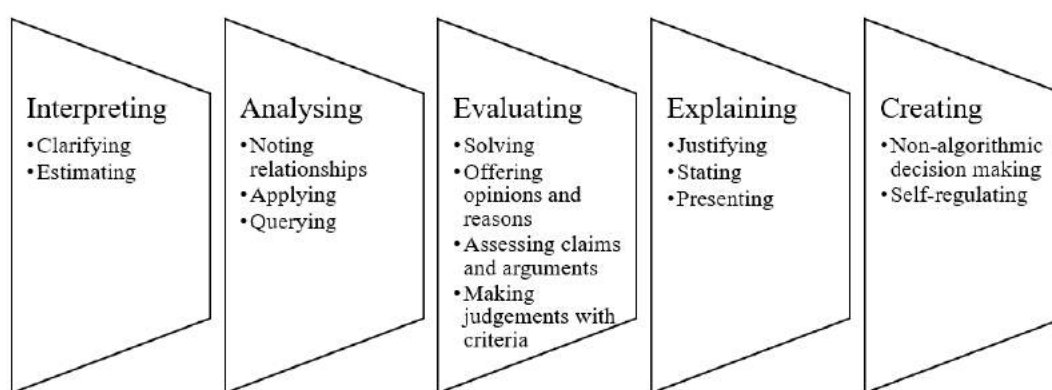 Interpreting
•Clarifying
•Estimating
Analysing
•Noting
relationships
•Applying
•Querying
Evaluating
•Solving
•Offering
opinions and
reasons
•Assessing claims
and arguments
•Making
judgements with
criteria
Explaining
•Justifying
•Stating
•Presenting
Creating
•Non-algorithmic
decision making
•Self-regulating